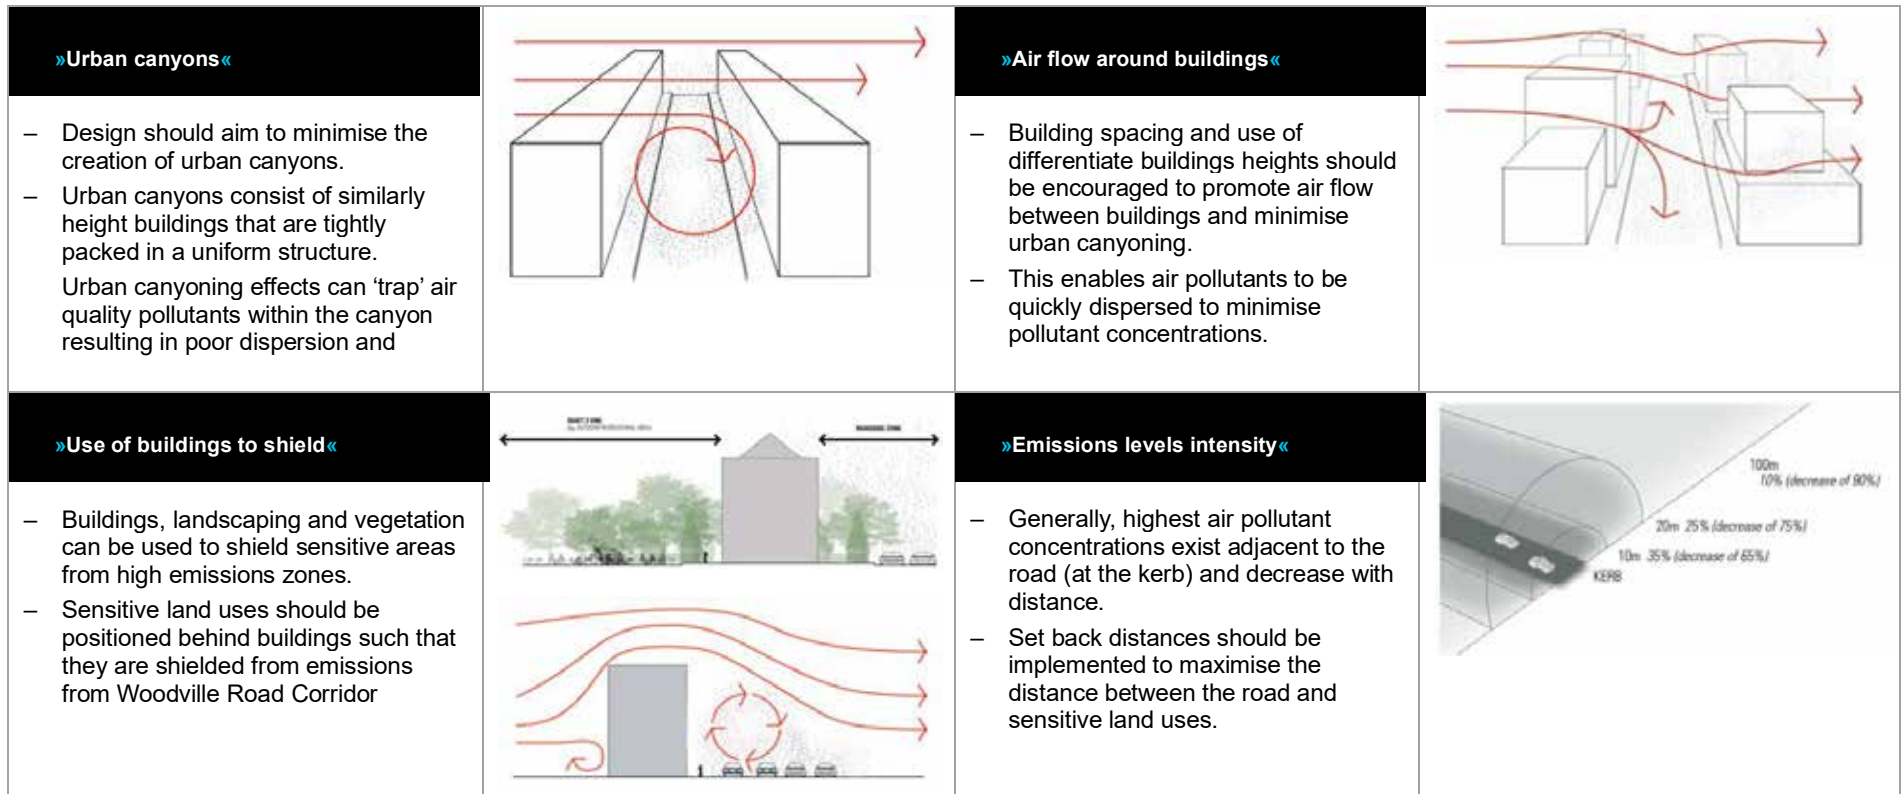 »Urban canyons«
– Design should aim to minimise the
creation of urban canyons.
– Urban canyons consist of similarly
height buildings that are tightly
packed in a uniform structure.
Urban canyoning effects can ‘trap’ air
quality pollutants within the canyon
resulting in poor dispersion and
»Air flow around buildings«
– Building spacing and use of
differentiate buildings heights should
be encouraged to promote air flow
between buildings and minimise
urban canyoning.
– This enables air pollutants to be
quickly dispersed to minimise
pollutant concentrations.
»Use of buildings to shield«
– Buildings, landscaping and vegetation
can be used to shield sensitive areas
from high emissions zones.
– Sensitive land uses should be
positioned behind buildings such that
they are shielded from emissions
from Woodville Road Corridor
»Emissions levels intensity«
– Generally, highest air pollutant
concentrations exist adjacent to the
road (at the kerb) and decrease with
distance.
– Set back distances should be
implemented to maximise the
distance between the road and
sensitive land uses.
100m
10% (decrease of 90%)
20m 25% (decrease of 75%)
10m 35% (decrease of 65%)
KERB